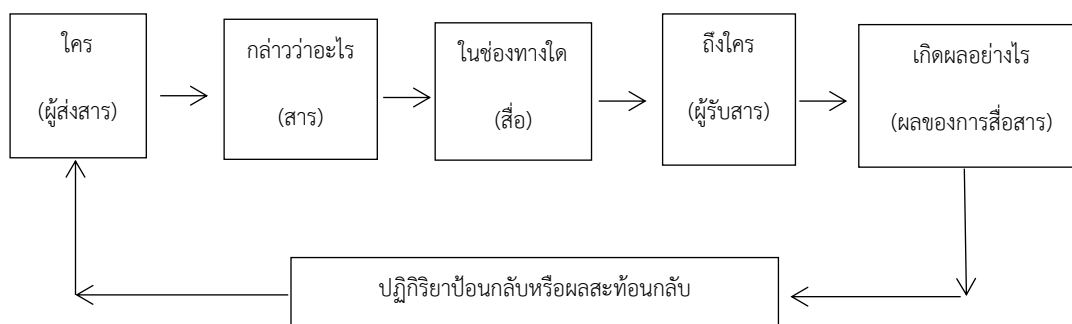 ใคร
(ผู้ส่งสาร)
กล่าวว่าอะไร
(สาร)
ในช่องทางใด
(สื่อ)
ถึงใคร
(ผู้รับสาร)
เกิดผลอย่างไร
(ผลของการสื่อสาร)
ปฏิกิริยาป้อนกลับหรือผลสะท้อนกลับ